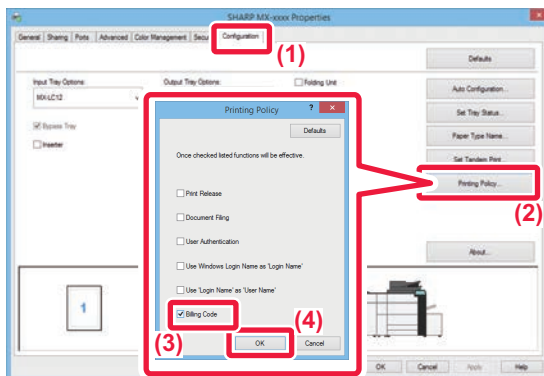 SHARP MX-xxxx Properties
General Sharing Ports Advanced Color Management Configuration
(1)
Defaults
Input Tray Options:
Output Tray Options:
Folding Unit
MX-LC12
Auto Configuration...
Bypass Tray
Inserter
Set Tray Status...
Paper Type Name...
Set Tandem Print...
Printing Policy...
(2)
About...
Printing Policy
? ×
Defaults
Once checked listed functions will be effective.
Print Release
Document Filing
User Authentication
Use Windows Login Name as 'Login Name'
Use 'Login Name' as 'User Name'
Billing Code
(3)
(4)
OK Cancel
1
OK Cancel Apply Help